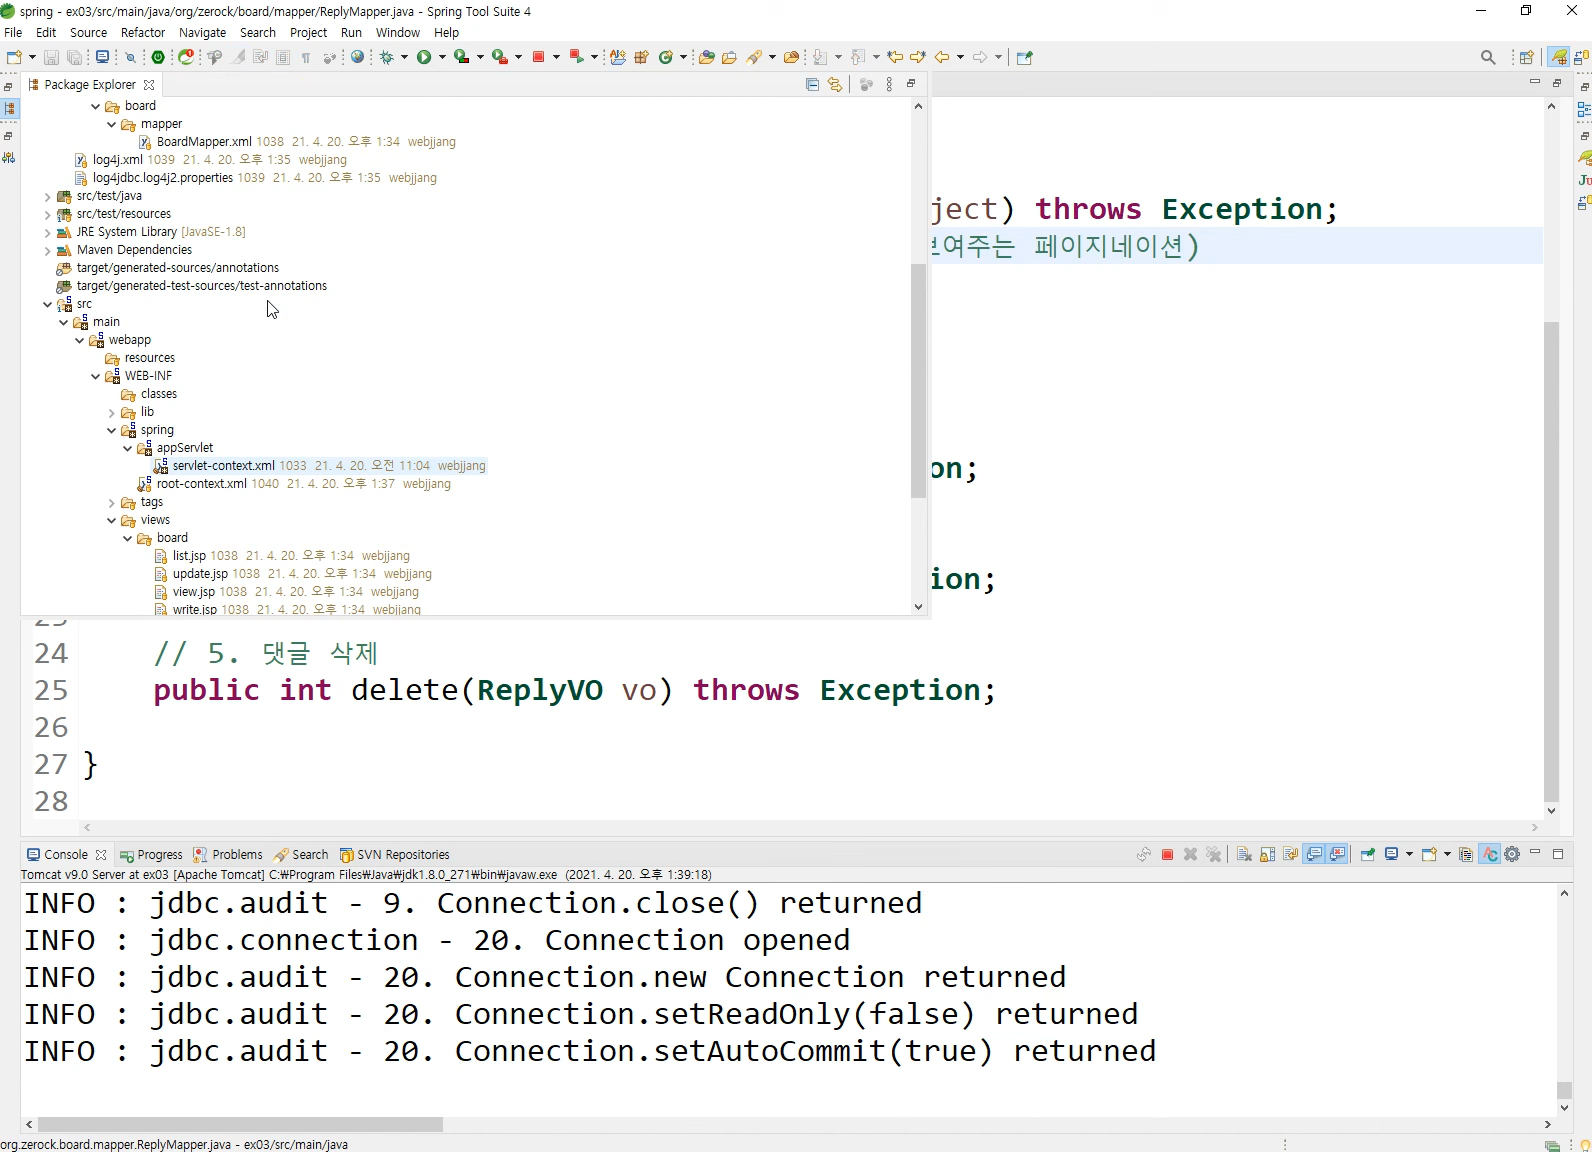 spring - ex03/src/main/java/org/zerock/board/mapper/ReplyMapper.java - Spring Tool Suite 4
File Edit Source Refactor Navigate Search Project Run Window Help
Package Explorer
board
mapper
BoardMapper.xml 1038 21. 4. 20. 오후 1:34 webjjang
log4j.xml 1039 21. 4. 20. 오후 1:35 webjjang
log4jdbc.log4j2.properties 1039 21. 4. 20. 오후 1:35 webjjang
src/test/java
src/test/resources
JRE System Library [JavaSE-1.8]
Maven Dependencies
target/generated-sources/annotations
target/generated-test-sources/test-annotations
src
main
webapp
resources
WEB-INF
classes
lib
spring
appServlet
servlet-context.xml 1033 21. 4. 20. 오전 11:04 webjjang
root-context.xml 1040 21. 4. 20. 오후 1:37 webjjang
tags
views
board
list.jsp 1038 21. 4. 20. 오후 1:34 webjjang
update.jsp 1038 21. 4. 20. 오후 1:34 webjjang
view.jsp 1038 21. 4. 20. 오후 1:34 webjjang
write.jsp 1038 21. 4. 20. 오후 1:34 webjjang
ject) throws Exception;
여주는 페이지네이션)
on;
ion;
24 // 5. 댓글 삭제
25 public int delete(ReplyVO vo) throws Exception;
26
27 }
28
Console Progress Problems Search SVN Repositories
Tomcat v9.0 Server at ex03 [Apache Tomcat] C:₩Program Files₩Java₩jdk1.8.0_271₩bin₩javaw.exe (2021. 4. 20. 오후 1:39:18)
INFO : jdbc.audit - 9. Connection.close() returned
INFO : jdbc.connection - 20. Connection opened
INFO : jdbc.audit - 20. Connection.new Connection returned
INFO : jdbc.audit - 20. Connection.setReadOnly(false) returned
INFO : jdbc.audit - 20. Connection.setAutoCommit(true) returned
org.zerock.board.mapper.ReplyMapper.java - ex03/src/main/java